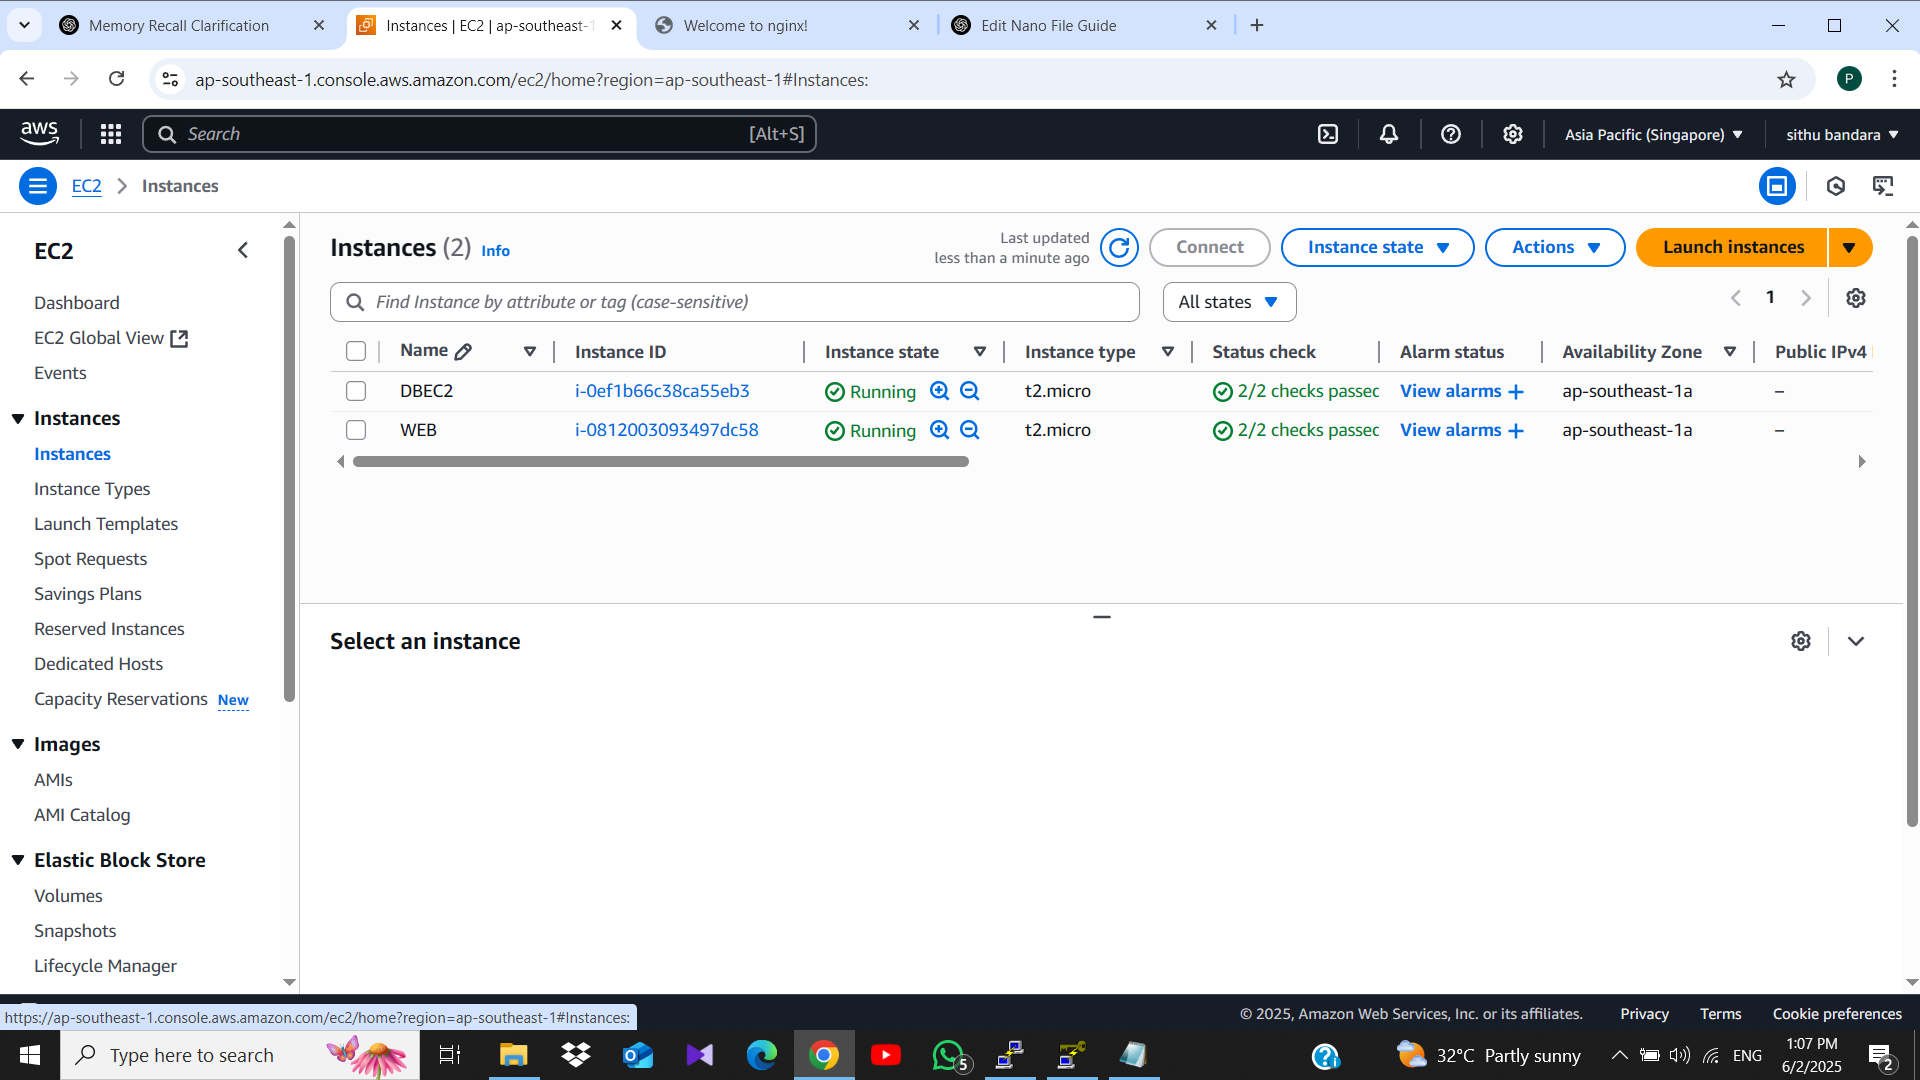 Memory Recall Clarification
Instances | EC2 | ap-southeast-1
Welcome to nginx!
Edit Nano File Guide
ap-southeast-1.console.aws.amazon.com/ec2/home?region=ap-southeast-1#Instances:
P
aws
Search
[Alt+S]
Asia Pacific (Singapore)
sithu bandara
EC2
Instances
EC2
Dashboard
EC2 Global View
Events
Instances
Instances
Instance Types
Launch Templates
Spot Requests
Savings Plans
Reserved Instances
Dedicated Hosts
Capacity Reservations New
Images
AMIs
AMI Catalog
Elastic Block Store
Volumes
Snapshots
Lifecycle Manager
Instances (2) Info
Last updated
less than a minute ago
Connect
Instance state
Actions
Launch instances
Find Instance by attribute or tag (case-sensitive)
All states
1
Name Instance ID Instance state Instance type Status check Alarm status Availability Zone Public IPv4
DBEC2 i-0ef1b66c38ca55eb3 Running t2.micro 2/2 checks passed View alarms + ap-southeast-1a –
WEB i-0812003093497dc58 Running t2.micro 2/2 checks passed View alarms + ap-southeast-1a –
Select an instance
https://ap-southeast-1.console.aws.amazon.com/ec2/home?region=ap-southeast-1#Instances:
© 2025, Amazon Web Services, Inc. or its affiliates.
Privacy
Terms
Cookie preferences
Type here to search
5
32°C Partly sunny
ENG
1:07 PM
6/2/2025
2